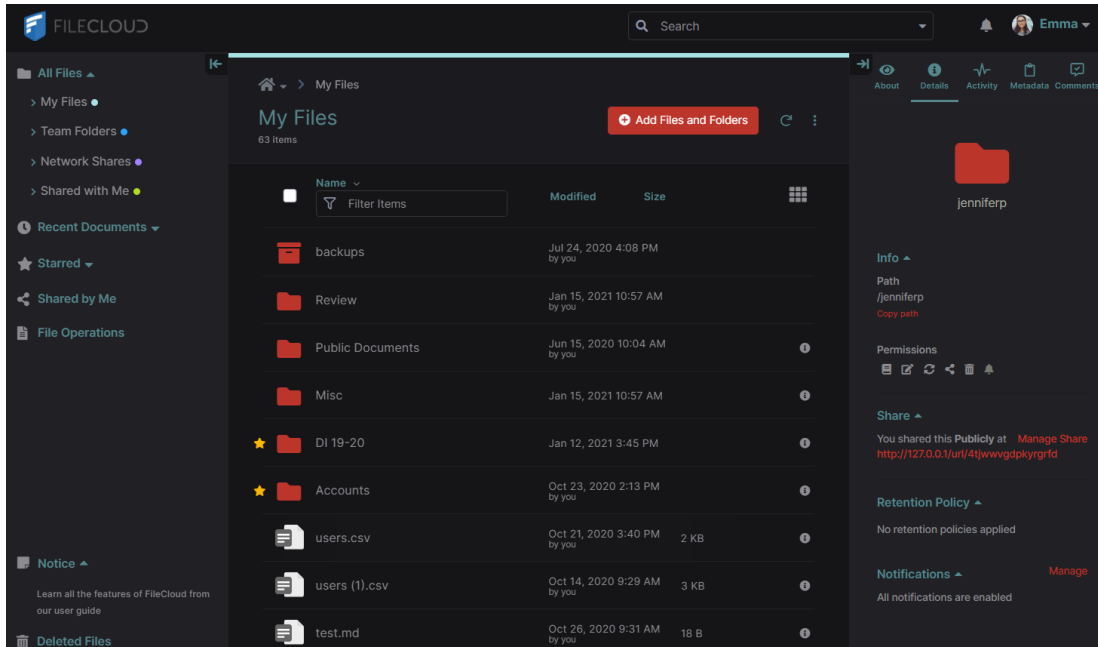 FILECLOUD
Search
Emma
All Files
My Files
Team Folders
Network Shares
Shared with Me
Recent Documents
Starred
Shared by Me
File Operations
Notice
Learn all the features of FileCloud from
our user guide
Deleted Files
My Files
My Files
63 items
Add Files and Folders
Name
Filter Items
Modified
Size
backups
Jul 24, 2020 4:08 PM
by you
Review
Jan 15, 2021 10:57 AM
by you
Public Documents
Jun 15, 2020 10:04 AM
by you
Misc
Jan 15, 2021 10:57 AM
DI 19-20
Jan 12, 2021 3:45 PM
Accounts
Oct 23, 2020 2:13 PM
by you
users.csv
Oct 21, 2020 3:40 PM
by you
2 KB
users (1).csv
Oct 14, 2020 9:29 AM
by you
3 KB
test.md
Oct 26, 2020 9:31 AM
by you
18 B
About
Details
Activity
Metadata
Comments
jenniferp
Info
Path
/jenniferp
Copy path
Permissions
Share
You shared this Publicly at
Manage Share
http://127.0.0.1/url/4tjwwvgdpkyrgrfd
Retention Policy
No retention policies applied
Notifications
Manage
All notifications are enabled